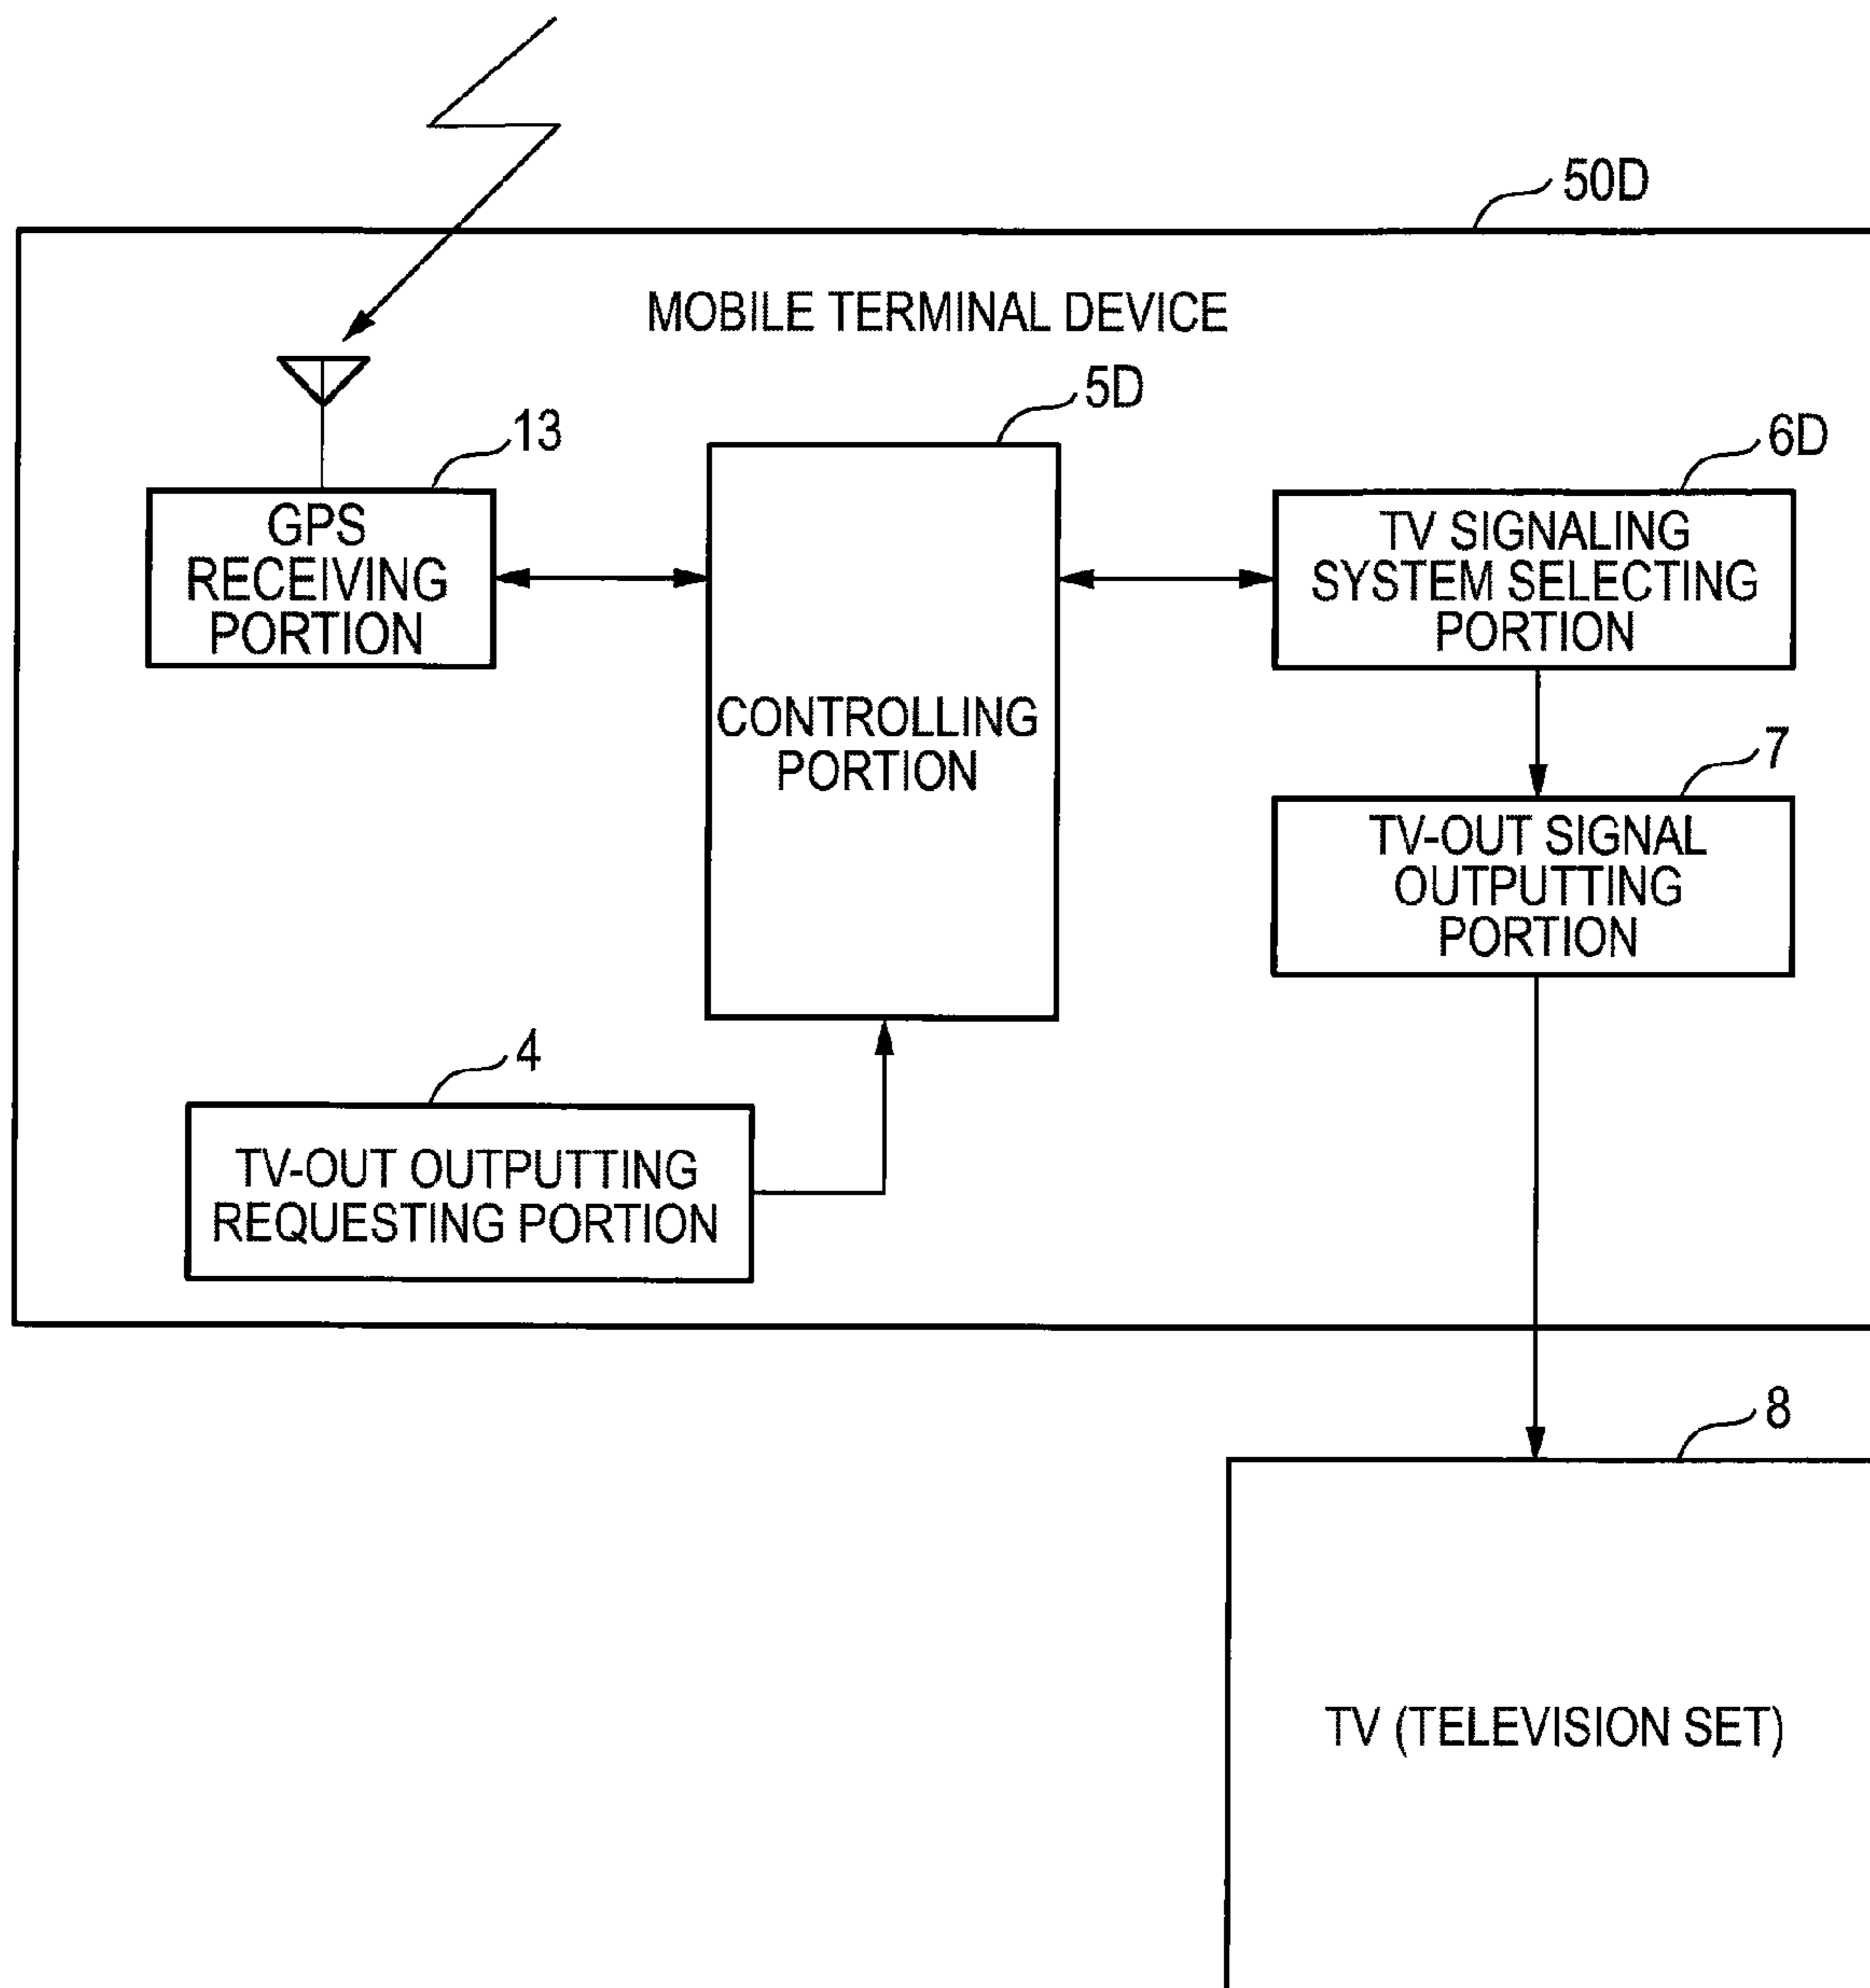 50D
MOBILE TERMINAL DEVICE
5D
13
6D
GPS
RECEIVING
PORTION
TV SIGNALING
SYSTEM SELECTING
PORTION
CONTROLLING
PORTION
7
TV-OUT SIGNAL
OUTPUTTING
PORTION
4
TV-OUT OUTPUTTING
REQUESTING PORTION
8
TV (TELEVISION SET)